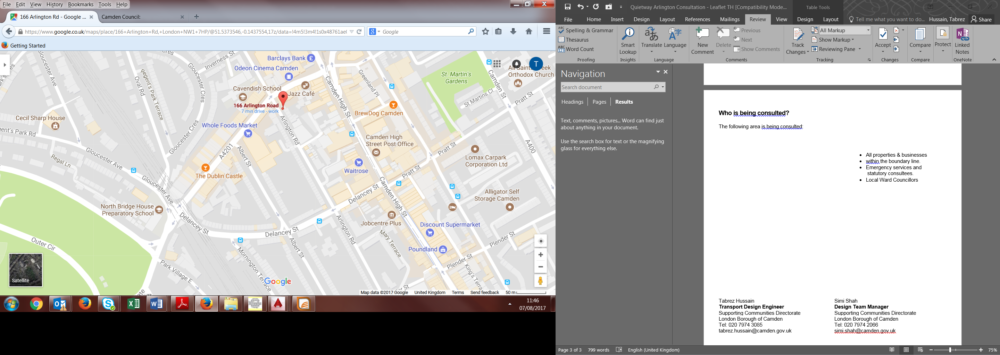 File Edit View History Bookmarks Tools Help
166 Arlington Rd - Google ...
Camden Council:
https://www.google.co.uk/maps/place/166+Arlington+Rd,+London+NW1+7HP/@51.5373546,-0.1437554,17z/data=!4m5!3m4!1s0x48761ae(
Google
Getting Started
Gloucester Ave
Oval Rd
Regent's Park Terrace
Cres
Gloucester Cres
Inverness St
Barclays Bank
Odeon Cinema Camden
Cavendish School
Jazz Café
166 Arlington Road
7 min drive - work
Camden High St
Greenland Pl
St. Martin's
Gardens
Camden St
Orthodox Church
St Martins Cl
Pratt St
T
BrewDog Camden
Cecil Sharp House
Whole Foods Market
Arlington Rd
ent's Park Rd
Gloucester Cres
Camden High
Street Post Office
A400
Gloucester Ave
Regal Ln
A4201
Albert St
Pratt St
Lomax Carpark
Corporation Ltd
Waitrose
Pratt St
The Dublin Castle
Gloucester Ave
Camden High St
Delancey St
Alligator Self
Storage Camden
North Bridge House
Preparatory School
Delancey St
Jobcentre Plus
Arlington Rd
Discount Supermarket
Delancey St
Mary Terrace
Outer Cir
Albert St
Plender St
Poundland
Mornington Terrace
Plender St
Park Village E
King's Terra
Satellite
Google
Map data ©2017 Google United Kingdom Terms Send feedback 50 m
11:46
07/08/2017
Quietway Arlington Consultation - Leaflet TH [Compatibility Mode...
Table Tools
File Home Insert Design Layout References Mailings Review View Design Layout Tell me what you want to do... Hussain, Tabrez Share
Spelling & Grammar
Thesaurus
Word Count
Proofing
Smart
Lookup
Insights
Translate Language
Language
New
Comment
Delete
Previous
Next
Show Comments
Comments
Track
Changes
All Markup
Show Markup
Reviewing Pane
Tracking
Accept
Changes
Compare
Compare
Protect
Linked
Notes
OneNote
Navigation
Search document
Headings Pages Results
Text, comments, pictures... Word can find just
about anything in your document.
Use the search box for text or the magnifying
glass for everything else.
Who is being consulted?
The following area is being consulted:
• All properties & businesses
• within the boundary line.
• Emergency services and
statutory consultees.
• Local Ward Councillors
Tabrez Hussain
Transport Design Engineer
Supporting Communities Directorate
London Borough of Camden
Tel: 020 7974 3085
tabrez.hussain@camden.gov.uk
Simi Shah
Design Team Manager
Supporting Communities Directorate
London Borough of Camden
Tel: 020 7974 2066
simi.shah@camden.gov.uk
Page 3 of 3 799 words English (United Kingdom)
75%